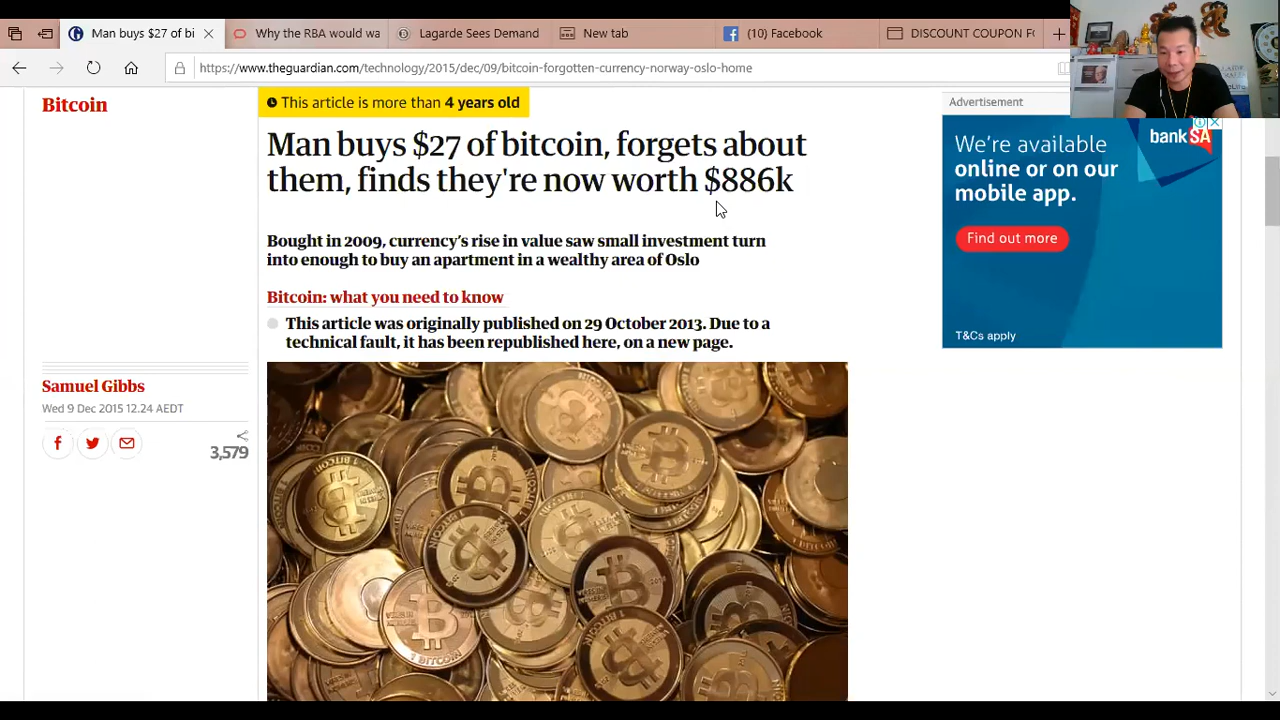 Man buys $27 of bi
Why the RBA would wa
Lagarde Sees Demand
New tab
(10) Facebook
DISCOUNT COUPON FO
https://www.theguardian.com/technology/2015/dec/09/bitcoin-forgotten-currency-norway-oslo-home
Bitcoin
This article is more than 4 years old
Man buys $27 of bitcoin, forgets about
them, finds they're now worth $886k
Bought in 2009, currency's rise in value saw small investment turn
into enough to buy an apartment in a wealthy area of Oslo
Bitcoin: what you need to know
This article was originally published on 29 October 2013. Due to a
technical fault, it has been republished here, on a new page.
Samuel Gibbs
Wed 9 Dec 2015 12.24 AEDT
3,579
Advertisement
We're available
online or on our
mobile app.
bankSA
Find out more
T&Cs apply
1 BITCOIN